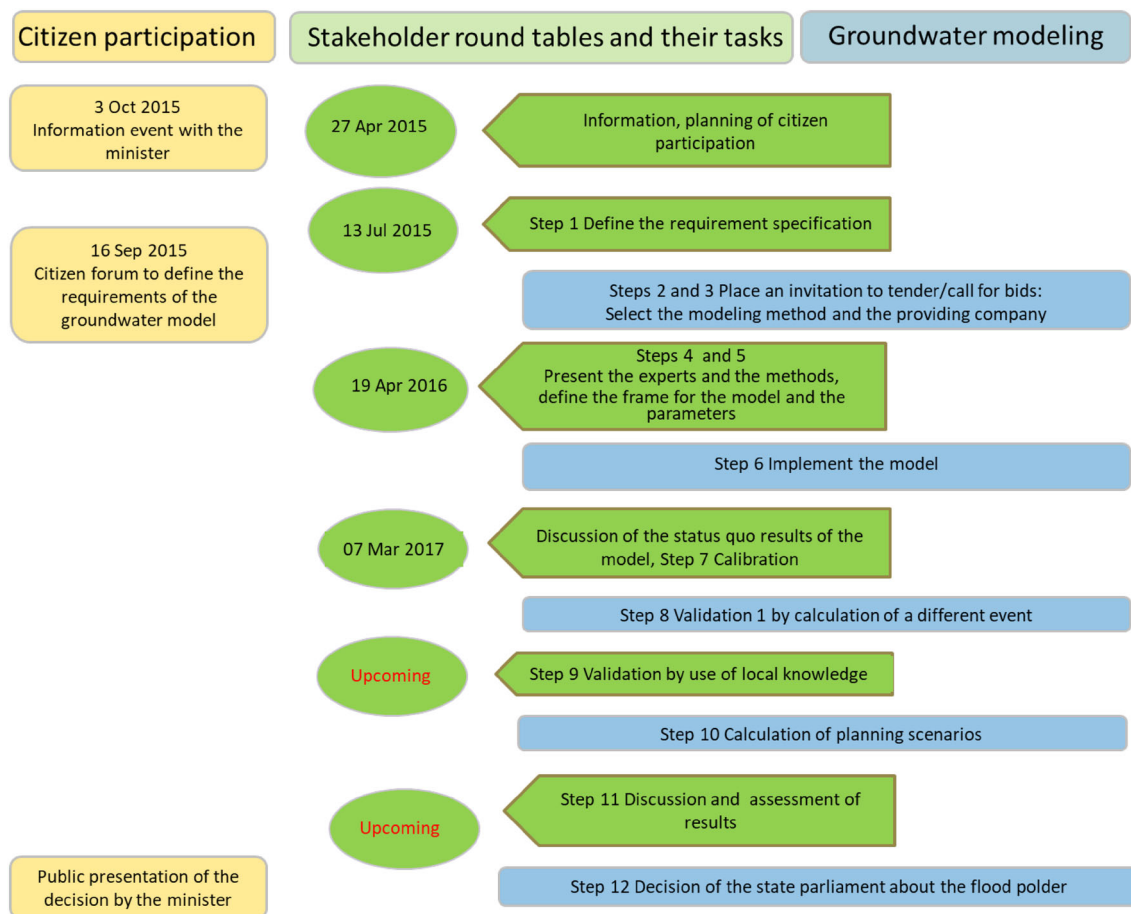 Citizen participation
Stakeholder round tables and their tasks
Groundwater modeling
3 Oct 2015
Information event with the
minister
27 Apr 2015
Information, planning of citizen
participation
13 Jul 2015
Step 1 Define the requirement specification
16 Sep 2015
Citizen forum to define the
requirements of the
groundwater model
Steps 2 and 3 Place an invitation to tender/call for bids:
Select the modeling method and the providing company
19 Apr 2016
Steps 4 and 5
Present the experts and the methods,
define the frame for the model and the
parameters
Step 6 Implement the model
07 Mar 2017
Discussion of the status quo results of the
model, Step 7 Calibration
Step 8 Validation 1 by calculation of a different event
Upcoming
Step 9 Validation by use of local knowledge
Step 10 Calculation of planning scenarios
Upcoming
Step 11 Discussion and assessment of
results
Public presentation of the
decision by the minister
Step 12 Decision of the state parliament about the flood polder